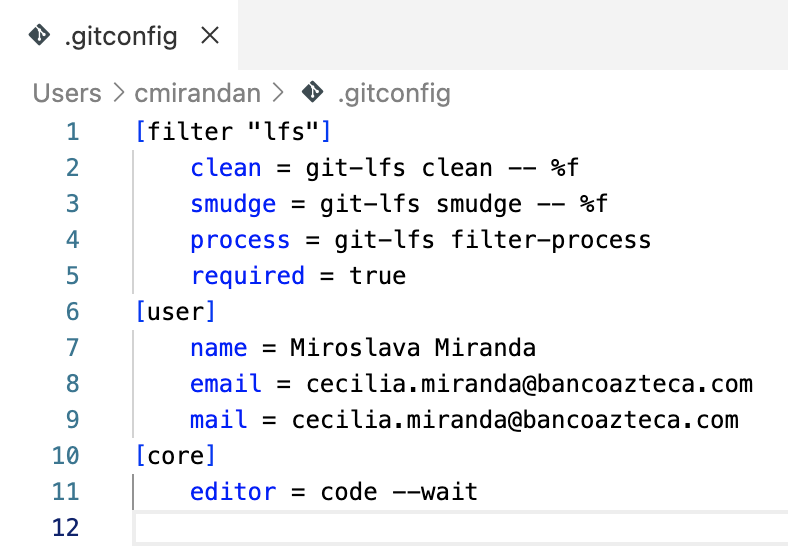 .gitconfig ×
Users > cmirandan > .gitconfig
1 [filter "lfs"]
2 clean = git-lfs clean -- %f
3 smudge = git-lfs smudge -- %f
4 process = git-lfs filter-process
5 required = true
6 [user]
7 name = Miroslava Miranda
8 email = cecilia.miranda@bancoazteca.com
9 mail = cecilia.miranda@bancoazteca.com
10 [core]
11 editor = code --wait
12